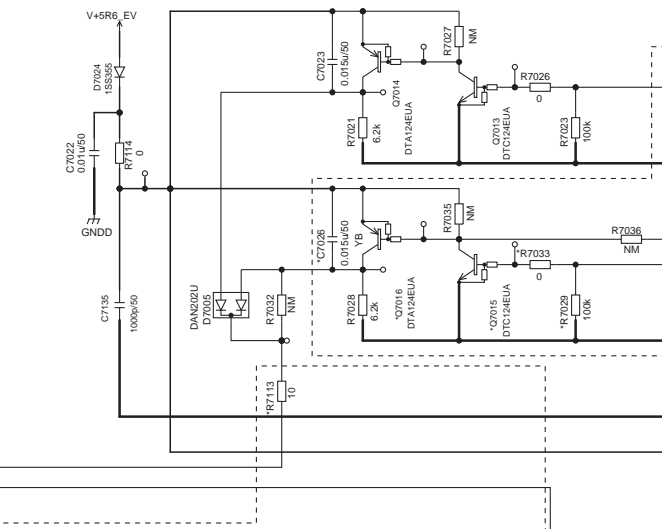 V+5R6_EV
D7024
1SS355
C7022
0.01u/50
R7114
0
GNDD
C7135
1000p/50
C7023
0.015u/50
Q7014
DTA124EUA
R7021
6.2k
R7027
NM
Q7013
DTC124EUA
R7026
0
R7023
100k
*C7026
0.015u/50
YB
*Q7016
DTA124EUA
R7028
6.2k
R7035
NM
*Q7015
DTC124EUA
*R7033
0
*R7029
100k
R7036
NM
DAN202U
D7005
R7032
NM
*R7113
10